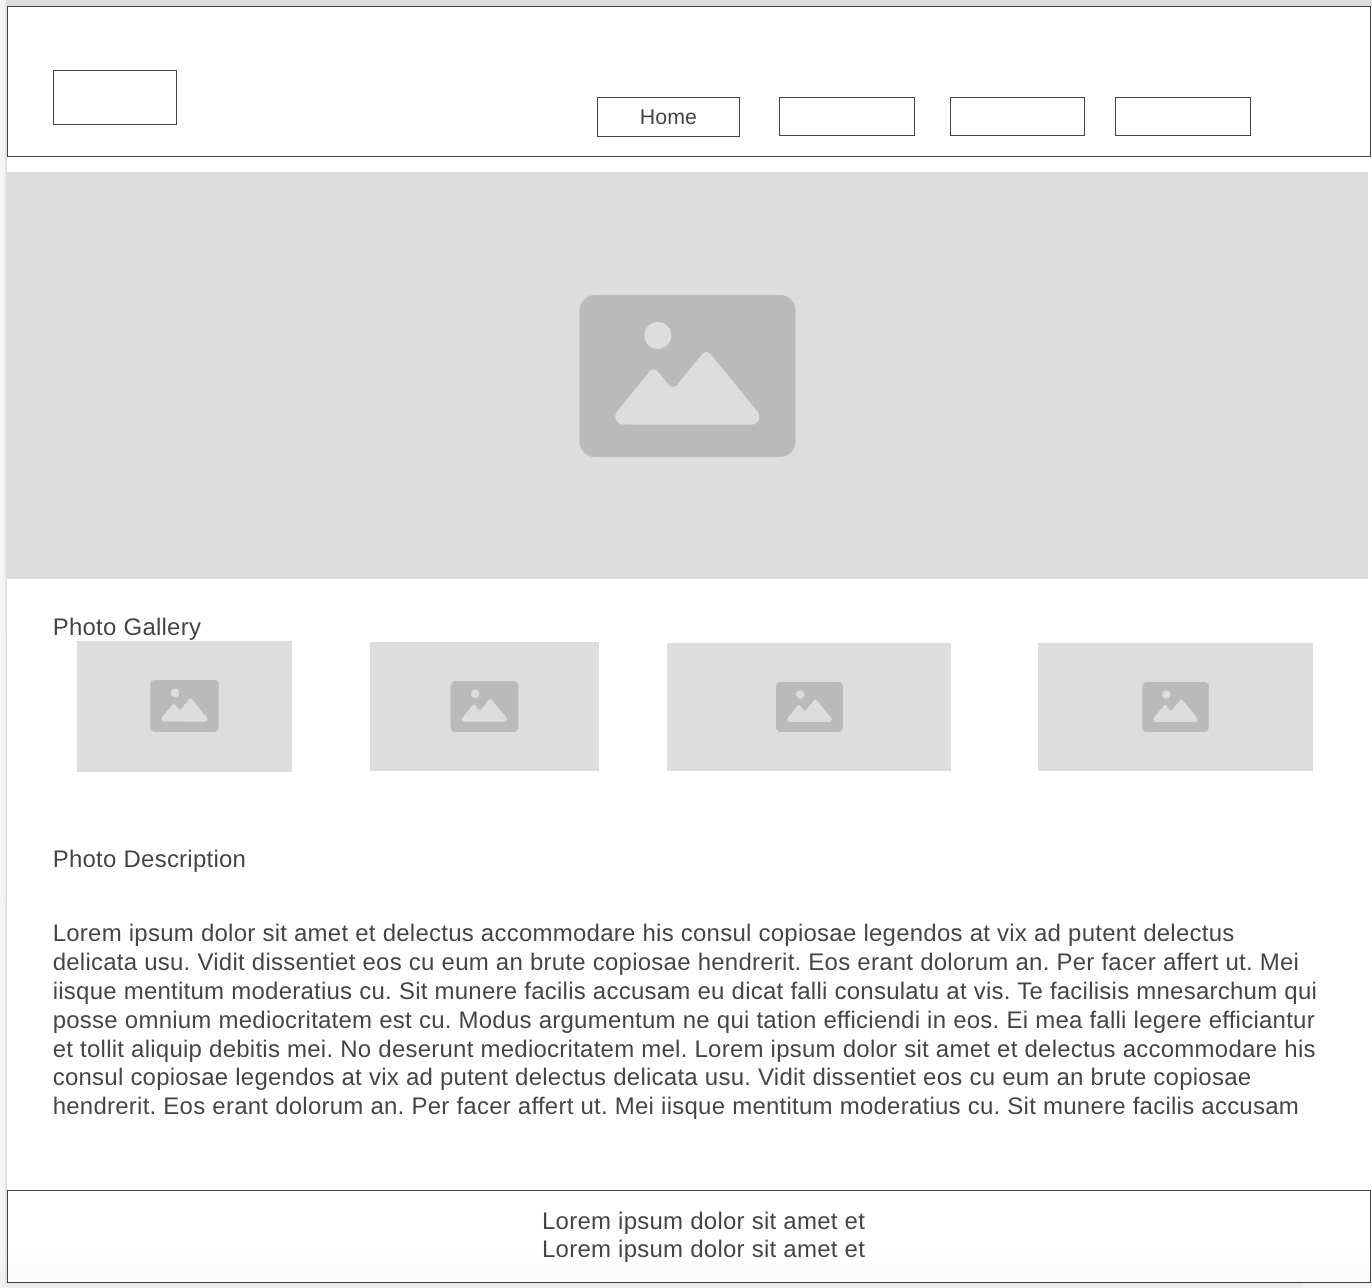 Home
Photo Gallery
Photo Description
Lorem ipsum dolor sit amet et delectus accommodare his consul copiosae legendos at vix ad putent delectus
delicata usu. Vidit dissentiet eos cu eum an brute copiosae hendrerit. Eos erant dolorum an. Per facer affert ut. Mei
iisque mentitum moderatius cu. Sit munere facilis accusam eu dicat falli consulatu at vis. Te facilisis mnesarchum qui
posse omnium mediocritatem est cu. Modus argumentum ne qui tation efficiendi in eos. Ei mea falli legere efficiantur
et tollit aliquip debitis mei. No deserunt mediocritatem mel. Lorem ipsum dolor sit amet et delectus accommodare his
consul copiosae legendos at vix ad putent delectus delicata usu. Vidit dissentiet eos cu eum an brute copiosae
hendrerit. Eos erant dolorum an. Per facer affert ut. Mei iisque mentitum moderatius cu. Sit munere facilis accusam
Lorem ipsum dolor sit amet et
Lorem ipsum dolor sit amet et